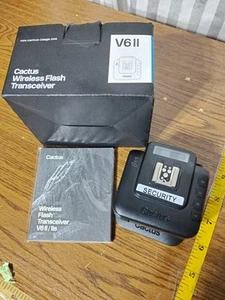 www.cactus-image.com
V6 II
Cactus
Wireless Flash
Transceiver
Cactus
Wireless
Flash
Transceiver
V6 II / IIs
SECURITY
Cactus